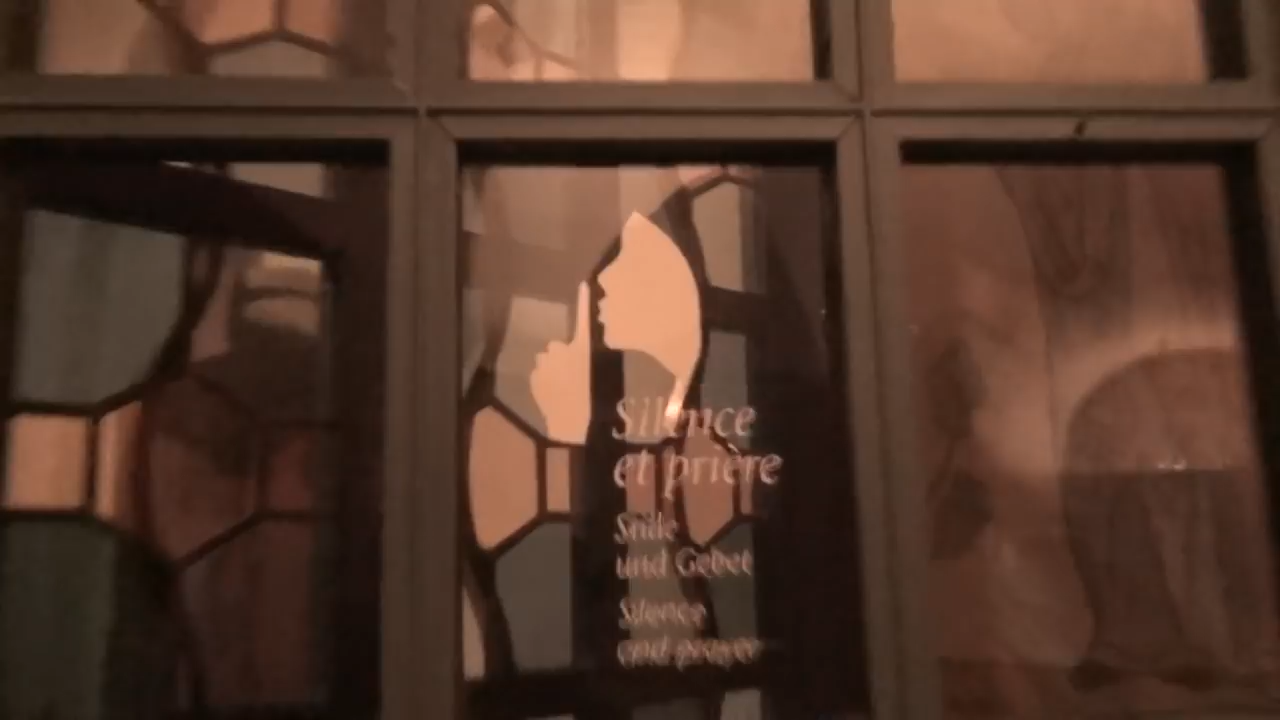 Silence
et prière
Stille
und Gebet
Silence
and prayer